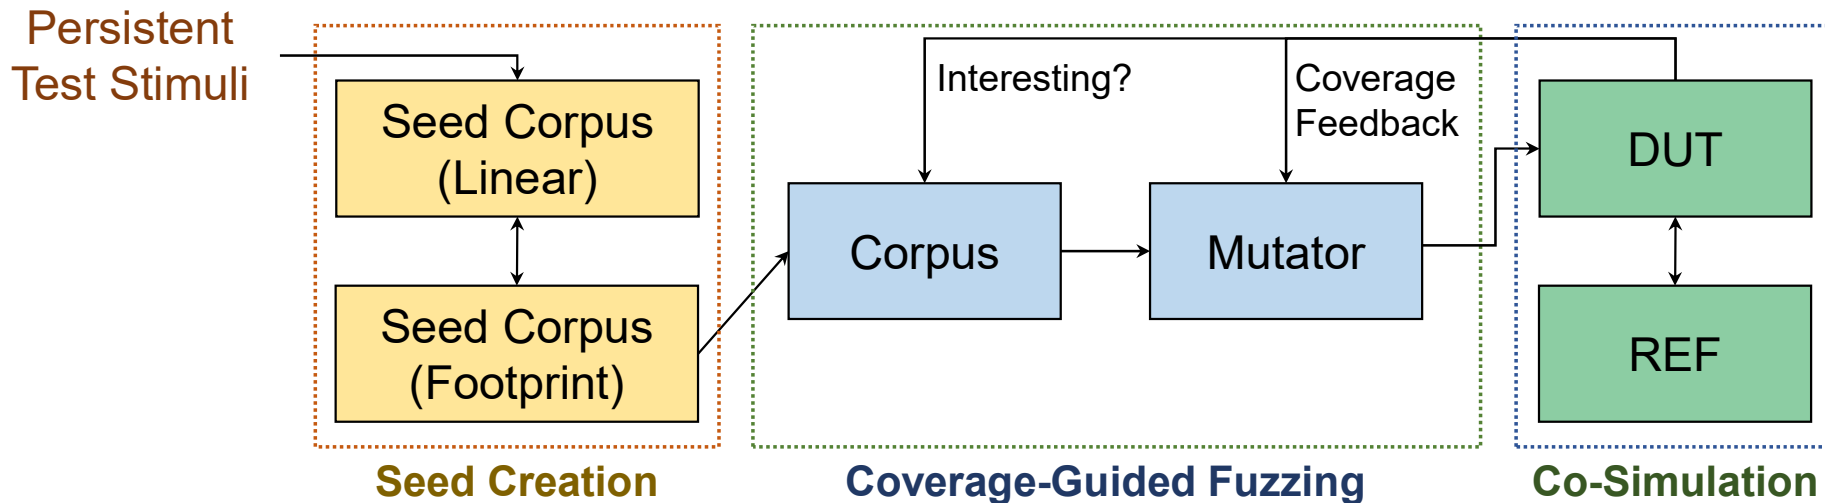 Persistent
Test Stimuli
Seed Corpus
(Linear)
Seed Corpus
(Footprint)
Seed Creation
Interesting?
Coverage
Feedback
Corpus
Mutator
Coverage-Guided Fuzzing
DUT
REF
Co-Simulation